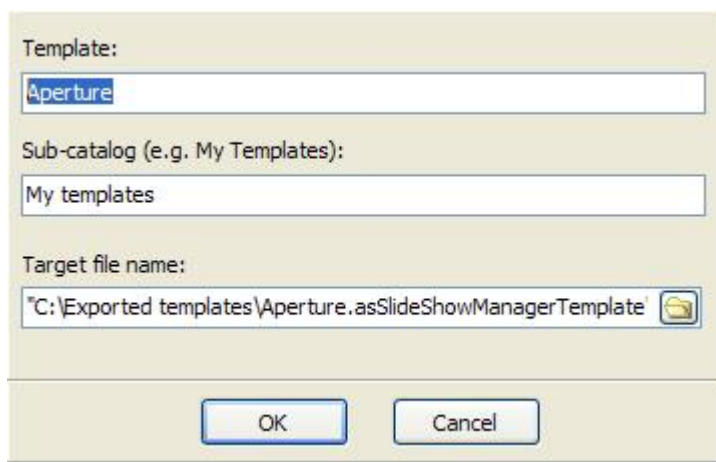 Template:
Aperture
Sub-catalog (e.g. My Templates):
My templates
Target file name:
"C:\Exported templates\Aperture.asSlideShowManagerTemplate"
OK
Cancel